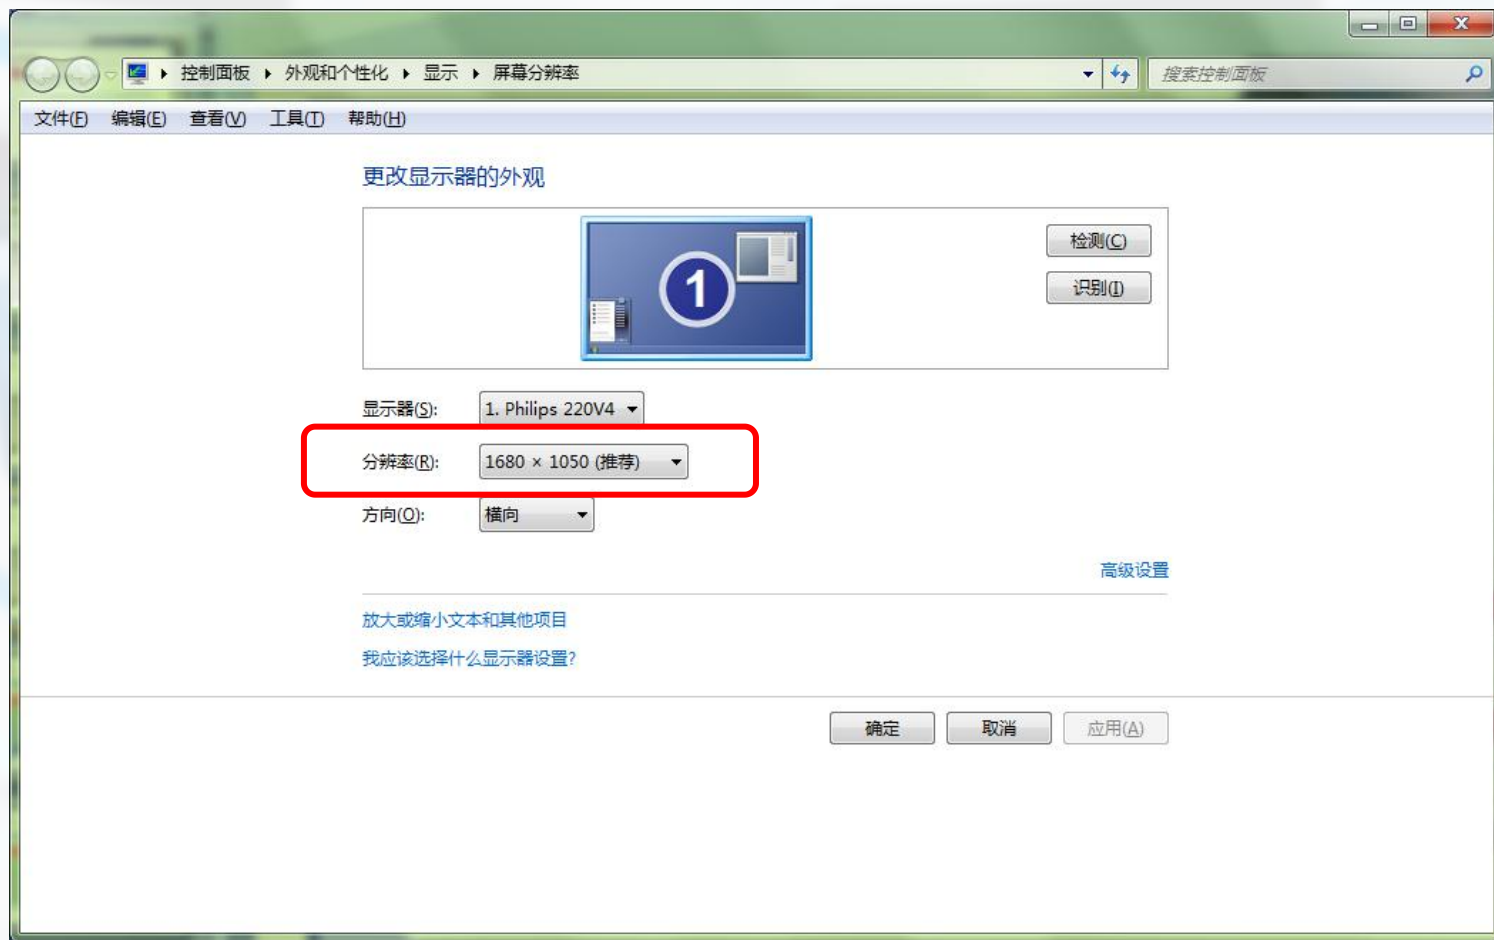 控制面板 ▸ 外观和个性化 ▸ 显示 ▸ 屏幕分辨率 搜索控制面板
文件(F) 编辑(E) 查看(V) 工具(T) 帮助(H)
更改显示器的外观
1
检测(C)
识别(I)
显示器(S): 1. Philips 220V4
分辨率(R): 1680 × 1050 (推荐)
方向(O): 横向
高级设置
放大或缩小文本和其他项目
我应该选择什么显示器设置?
确定 取消 应用(A)